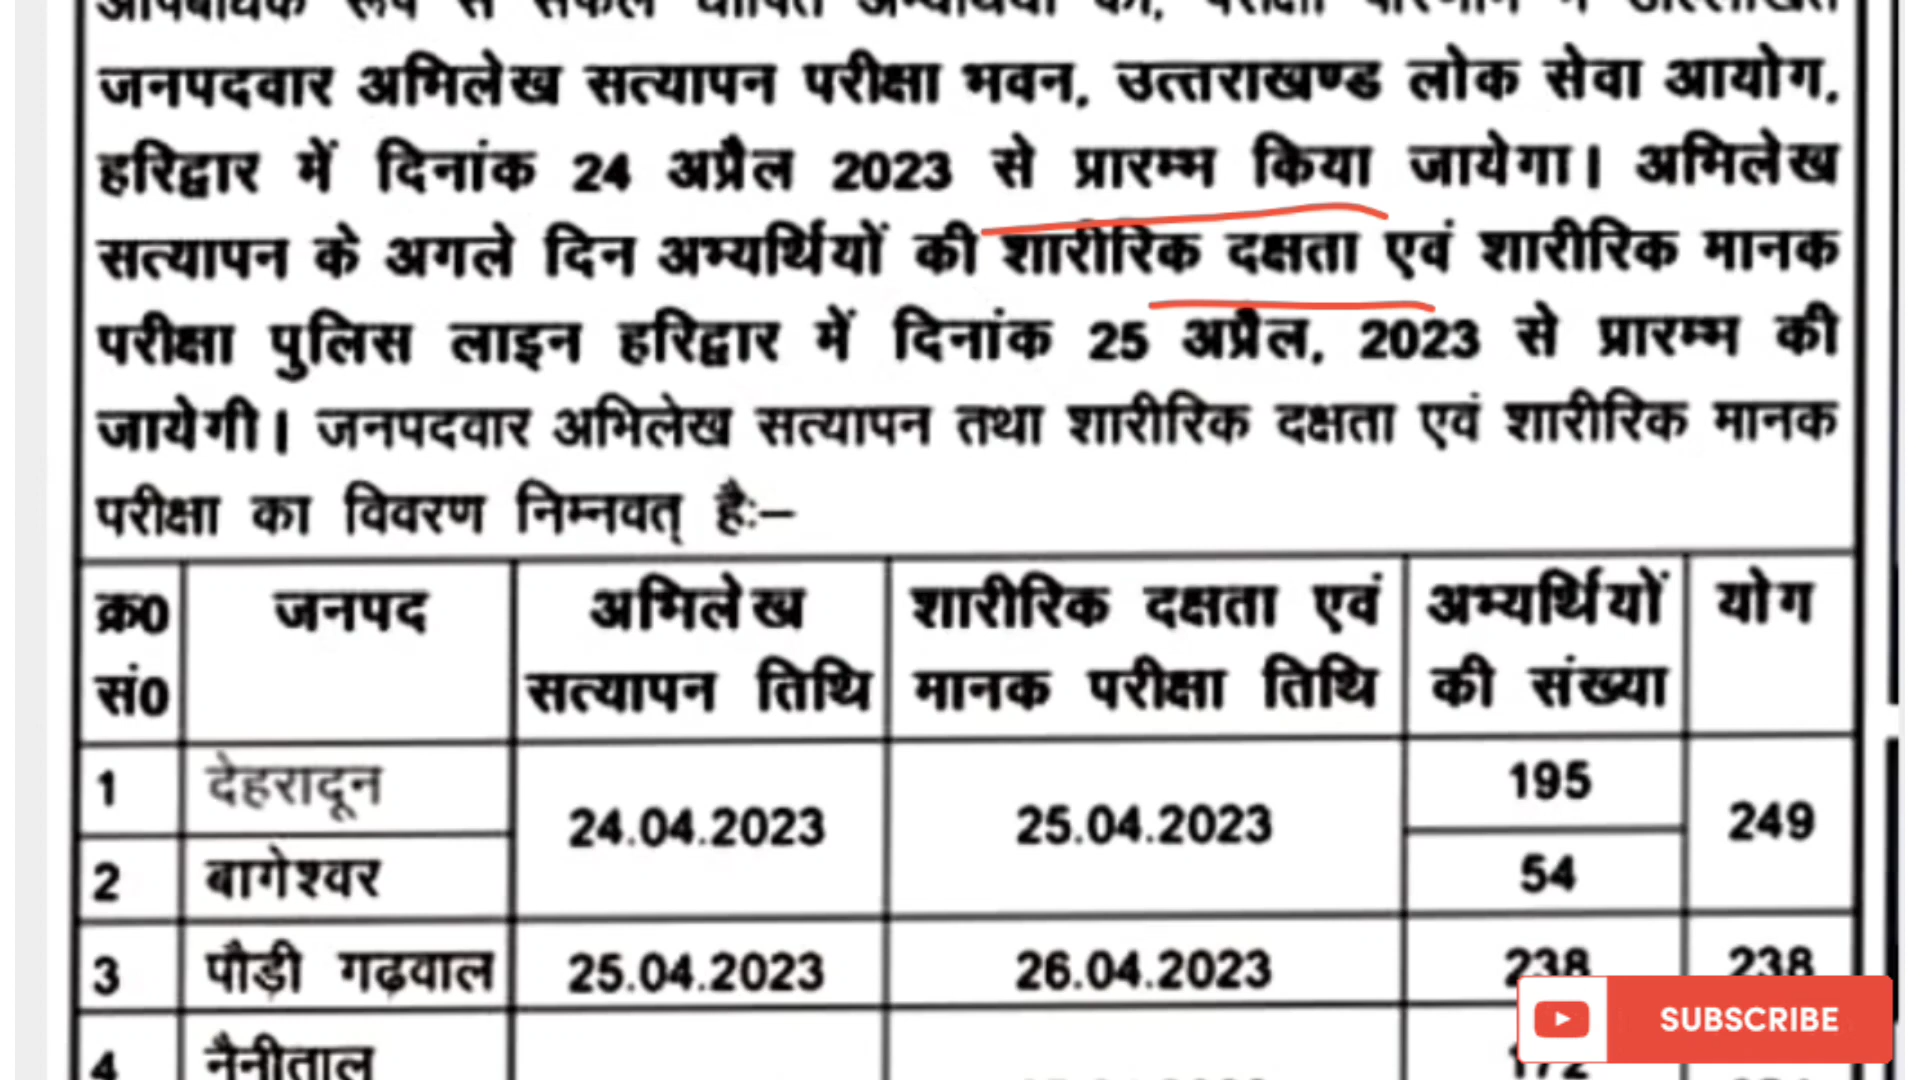 जनपदवार अभिलेख सत्यापन परीक्षा भवन, उत्तराखण्ड लोक सेवा आयोग,
हरिद्वार में दिनांक 24 अप्रैल 2023 से प्रारम्भ किया जायेगा। अभिलेख
सत्यापन के अगले दिन अभ्यर्थियों की शारीरिक दक्षता एवं शारीरिक मानक
परीक्षा पुलिस लाइन हरिद्वार में दिनांक 25 अप्रैल, 2023 से प्रारम्भ की
जायेगी। जनपदवार अभिलेख सत्यापन तथा शारीरिक दक्षता एवं शारीरिक मानक
परीक्षा का विवरण निम्नवत् है:–
क्र0 जनपद अभिलेख शारीरिक दक्षता एवं अभ्यर्थियों योग
सं0 सत्यापन तिथि मानक परीक्षा तिथि की संख्या
1 देहरादून 195
24.04.2023 25.04.2023 249
2 बागेश्वर 54
3 पौड़ी गढ़वाल 25.04.2023 26.04.2023 238 238
4 नैनीताल
SUBSCRIBE